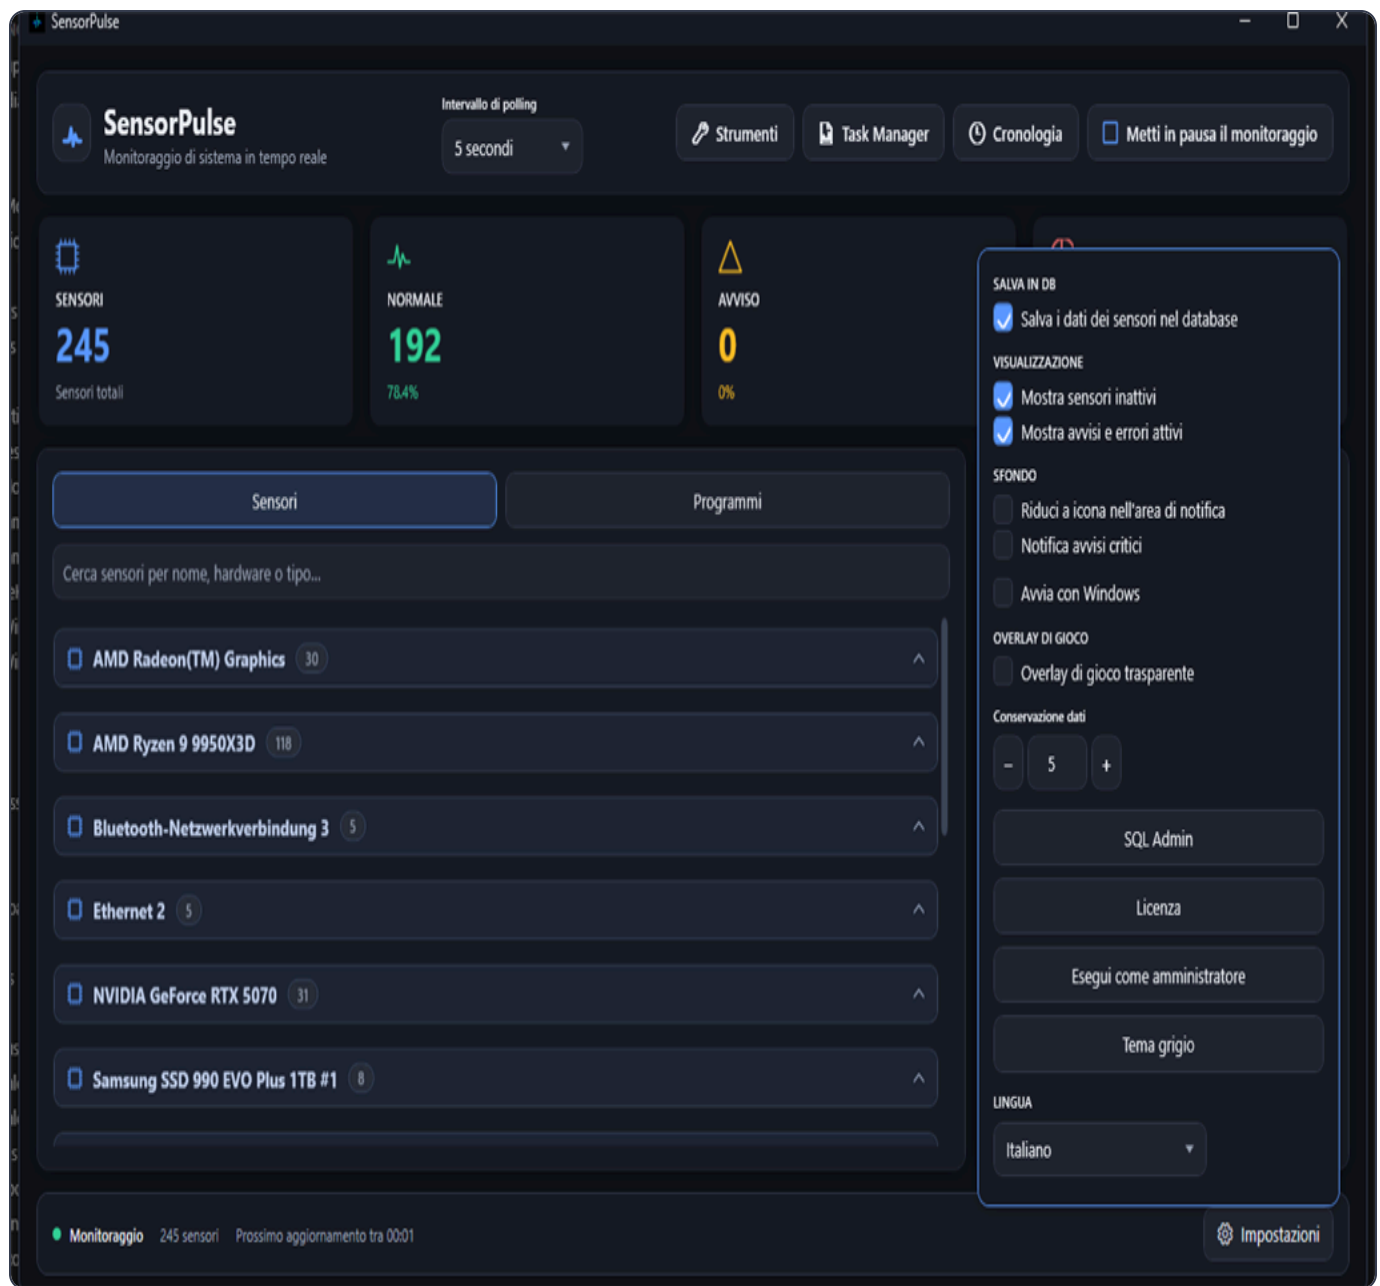 SensorPulse
SensorPulse
Monitoraggio di sistema in tempo reale
Intervallo di polling
5 secondi
Strumenti
Task Manager
Cronologia
Metti in pausa il monitoraggio
SENSORI
245
Sensori totali
NORMALE
192
78.4%
AVVISO
0
0%
Sensori
Programmi
Cerca sensori per nome, hardware o tipo...
AMD Radeon(TM) Graphics 30
AMD Ryzen 9 9950X3D 118
Bluetooth-Netzwerkverbindung 3 5
Ethernet 2 5
NVIDIA GeForce RTX 5070 31
Samsung SSD 990 EVO Plus 1TB #1 8
SALVA IN DB
Salva i dati dei sensori nel database
VISUALIZZAZIONE
Mostra sensori inattivi
Mostra avvisi e errori attivi
SFONDO
Riduci a icona nell'area di notifica
Notifica avvisi critici
Avvia con Windows
OVERLAY DI GIOCO
Overlay di gioco trasparente
Conservazione dati
− 5 +
SQL Admin
Licenza
Esegui come amministratore
Tema grigio
LINGUA
Italiano
Monitoraggio 245 sensori Prossimo aggiornamento tra 00:01
Impostazioni